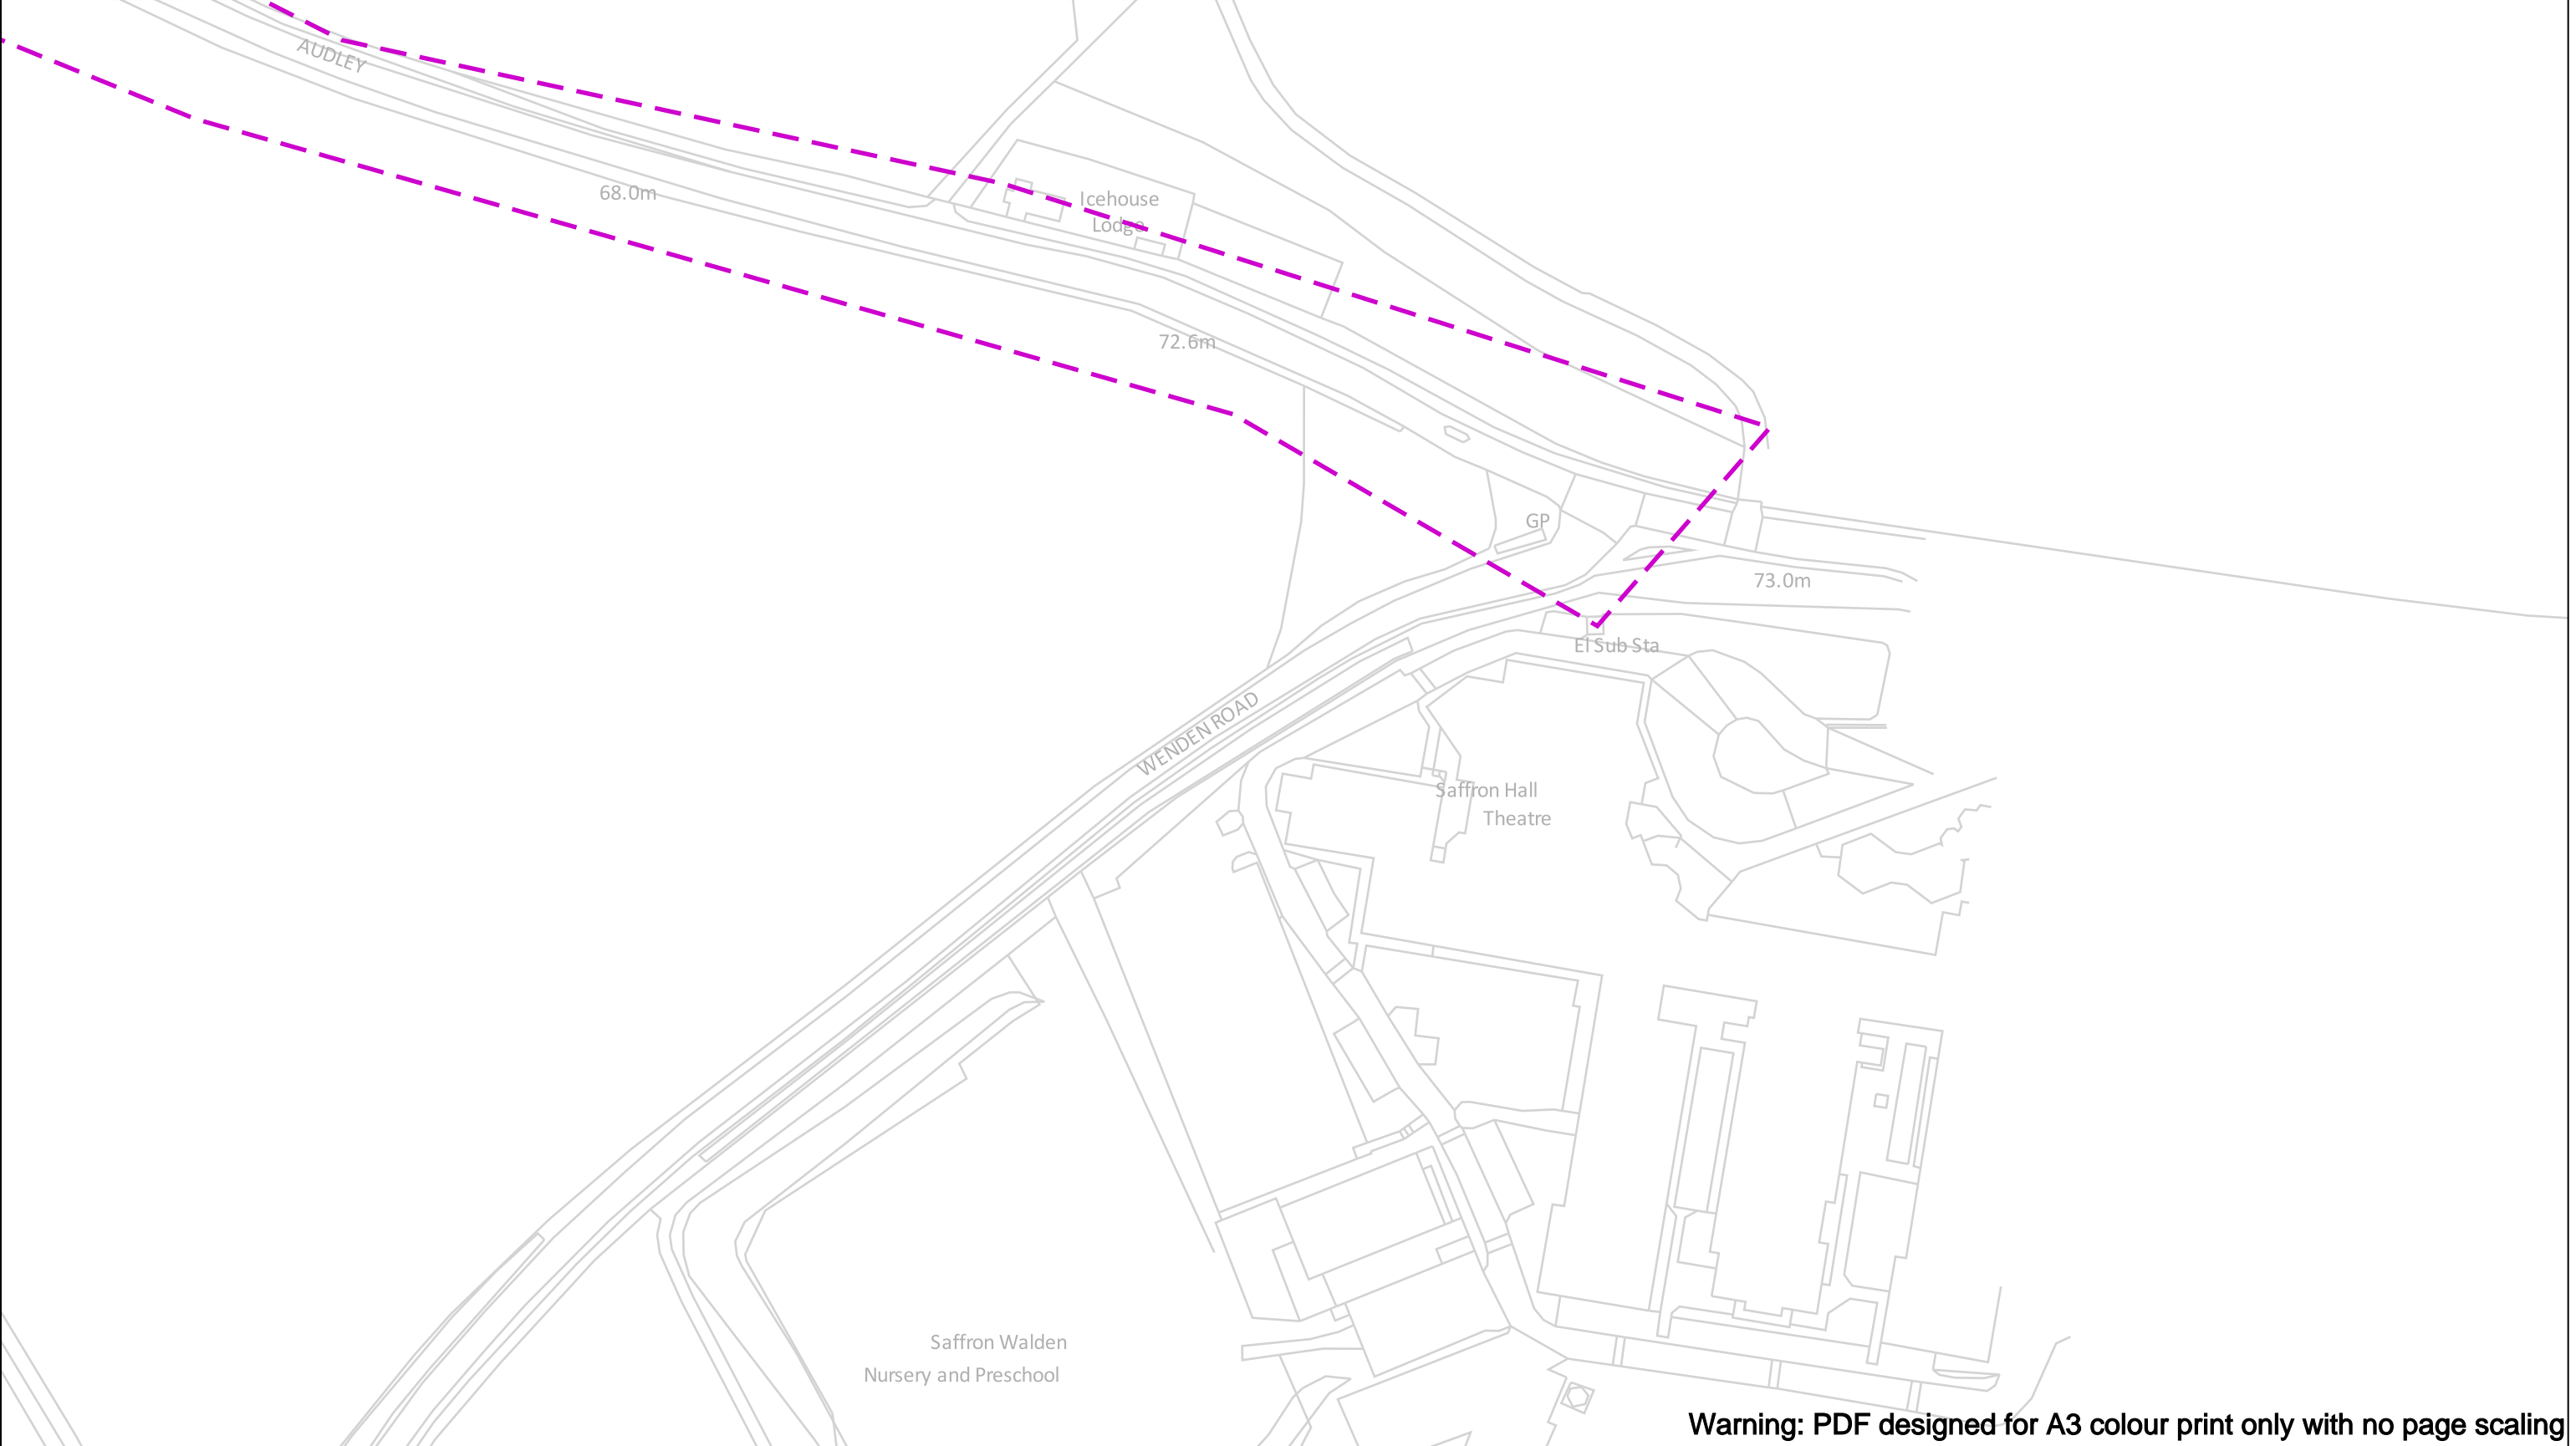 AUDLEY
68.0m
Icehouse
Lodge
72.6m
GP
73.0m
El Sub Sta
WENDEN ROAD
Saffron Hall
Theatre
Saffron Walden
Nursery and Preschool
Warning: PDF designed for A3 colour print only with no page scaling